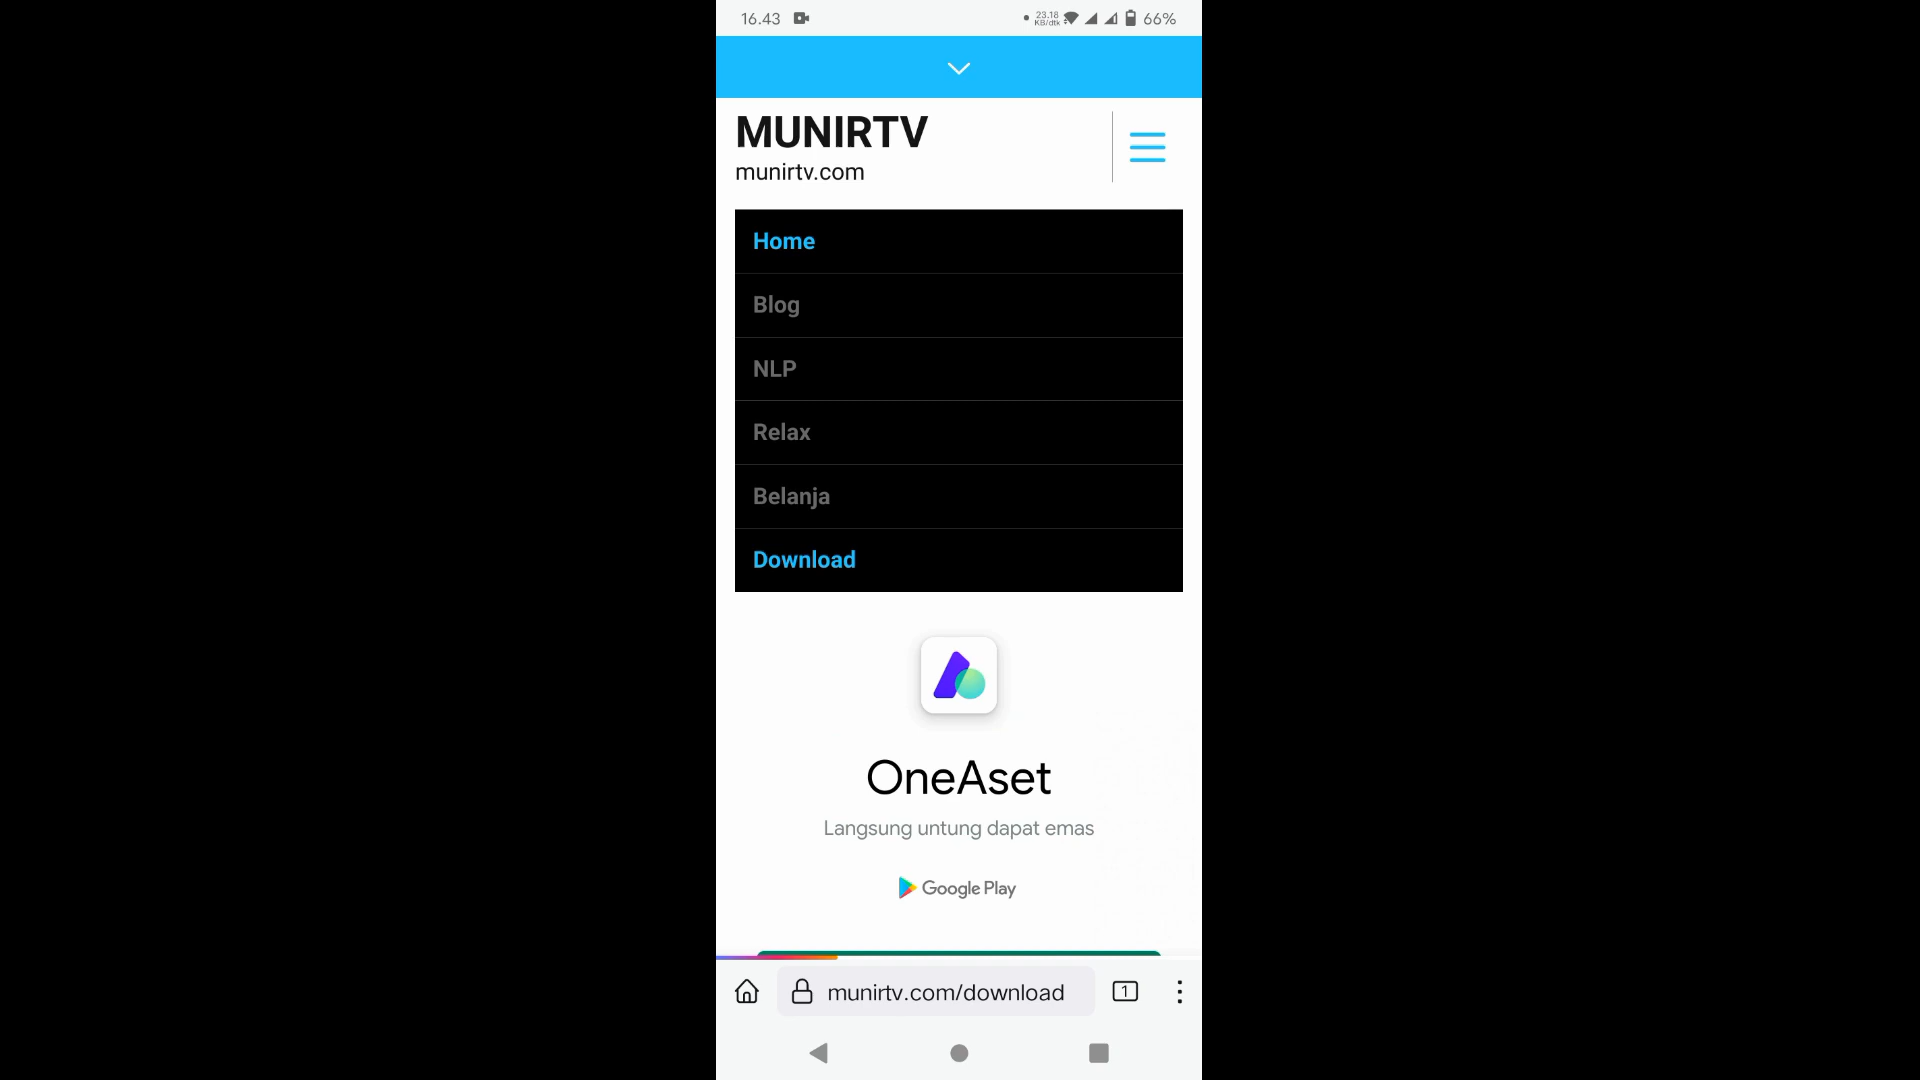 16.43
23.18
KB/dtk
66%
MUNIRTV
munirtv.com
Home
Blog
NLP
Relax
Belanja
Download
OneAset
Langsung untung dapat emas
Google Play
munirtv.com/download
1